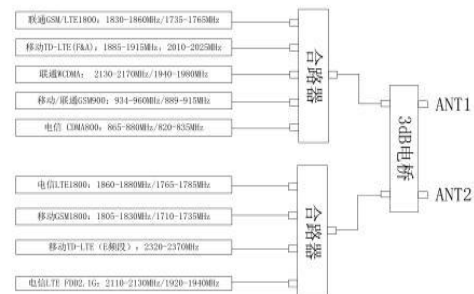 联通GSM/LTE1800：1830-1860MHz/1735-1765MHz
移动TD-LTE(F&A)：1885-1915MHz，2010-2025MHz
联通WCDMA： 2130-2170MHz/1940-1980MHz
移动/联通GSM900：934-960MHz/889-915MHz
电信 CDMA800：865-880MHz/820-835MHz
合路器
3dB电桥
ANT1
ANT2
电信LTE1800：1860-1880MHz/1765-1785MHz
移动GSM1800：1805-1830MHz/1710-1735MHz
移动TD-LTE（E频段）：2320-2370MHz
电信LTE FDD2.1G：2110-2130MHz/1920-1940MHz
合路器